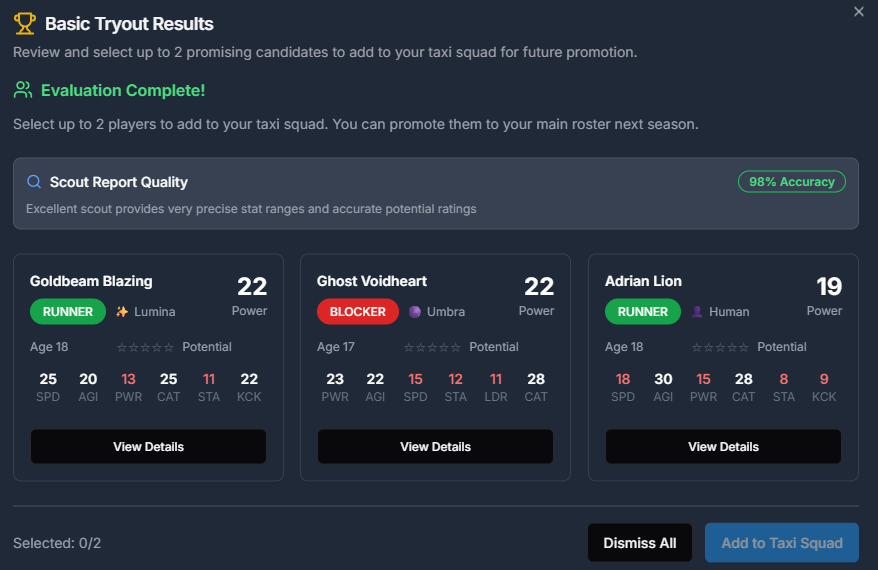 Basic Tryout Results
Review and select up to 2 promising candidates to add to your taxi squad for future promotion.
Evaluation Complete!
Select up to 2 players to add to your taxi squad. You can promote them to your main roster next season.
Scout Report Quality
98% Accuracy
Excellent scout provides very precise stat ranges and accurate potential ratings
Goldbeam Blazing
22
RUNNER
Lumina
Power
Age 18
☆☆☆☆☆ Potential
25 20 13 25 11 22
SPD AGI PWR CAT STA KCK
View Details
Ghost Voidheart
22
BLOCKER
Umbra
Power
Age 17
☆☆☆☆☆ Potential
23 22 15 12 11 28
PWR AGI SPD STA LDR CAT
View Details
Adrian Lion
19
RUNNER
Human
Power
Age 18
☆☆☆☆☆ Potential
18 30 15 28 8 9
SPD AGI PWR CAT STA KCK
View Details
Selected: 0/2
Dismiss All
Add to Taxi Squad